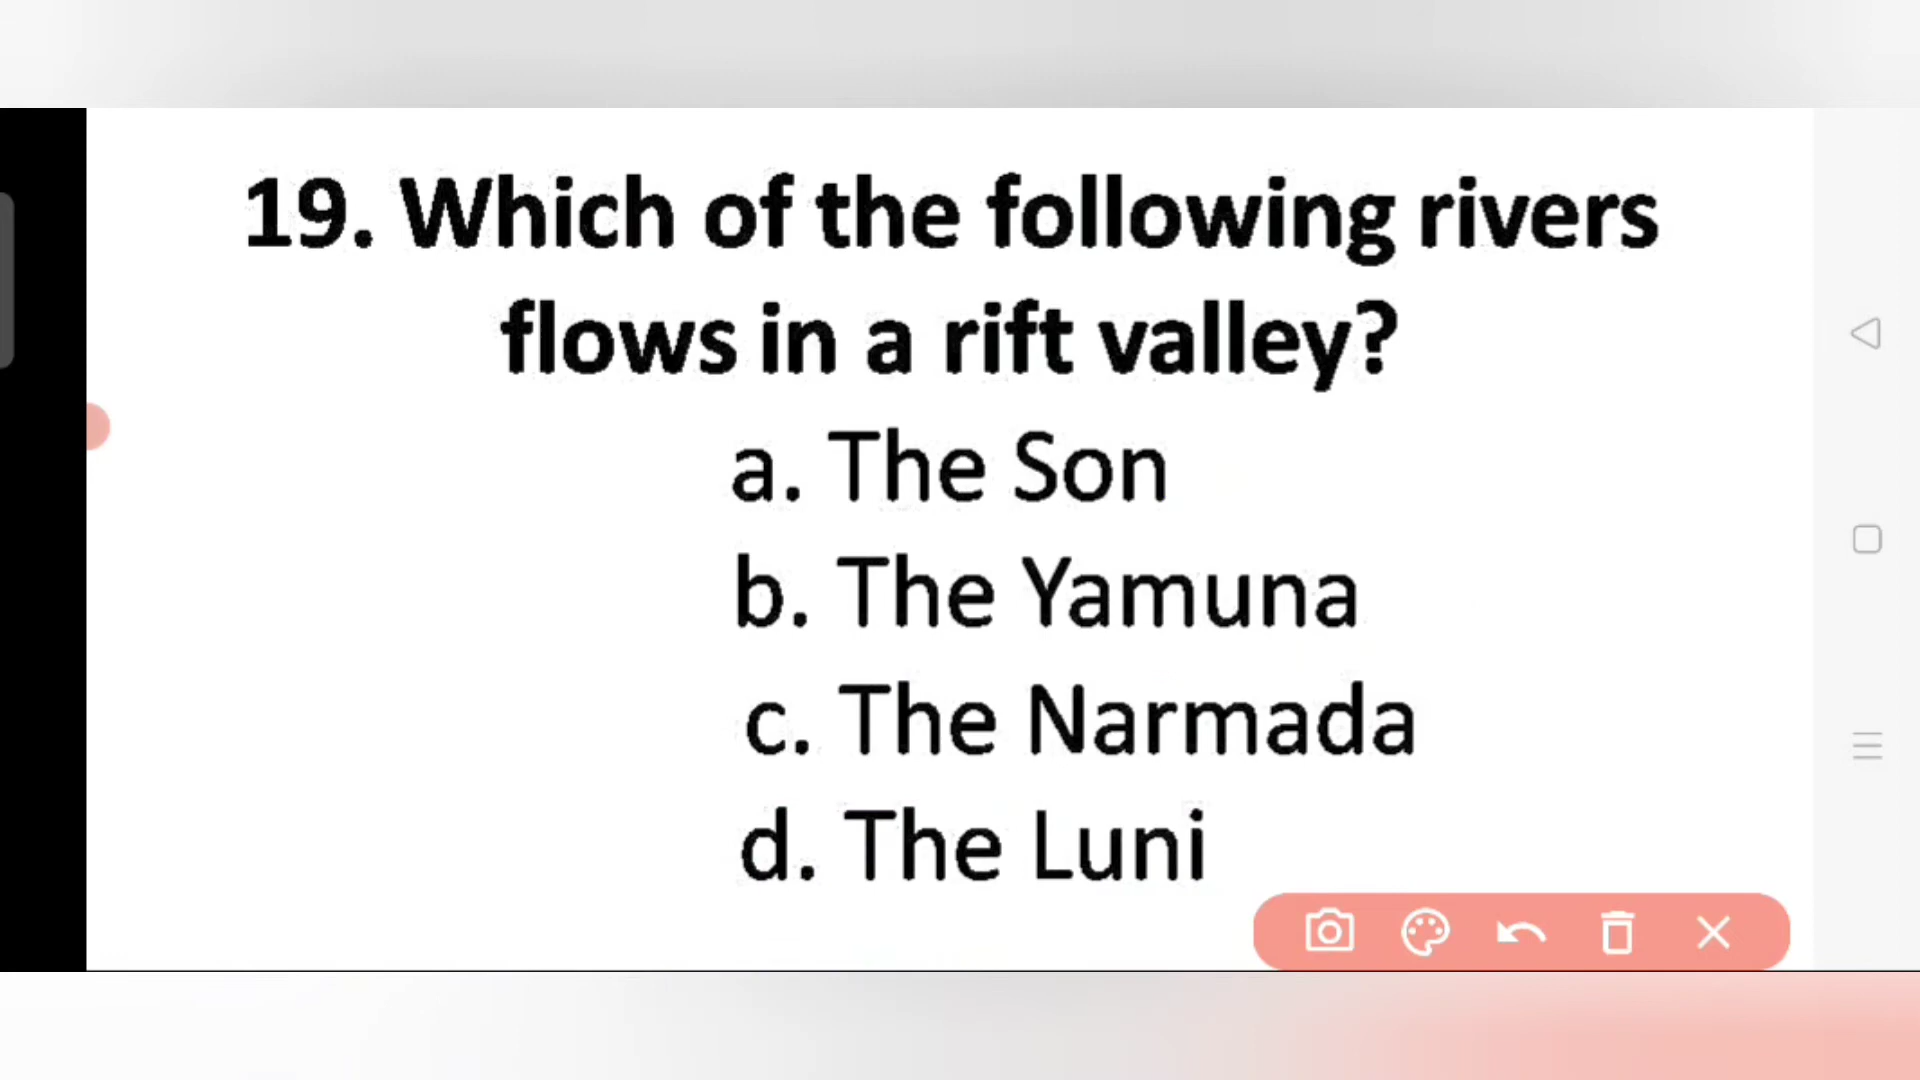 19. Which of the following rivers
flows in a rift valley?
a. The Son
b. The Yamuna
c. The Narmada
d. The Luni